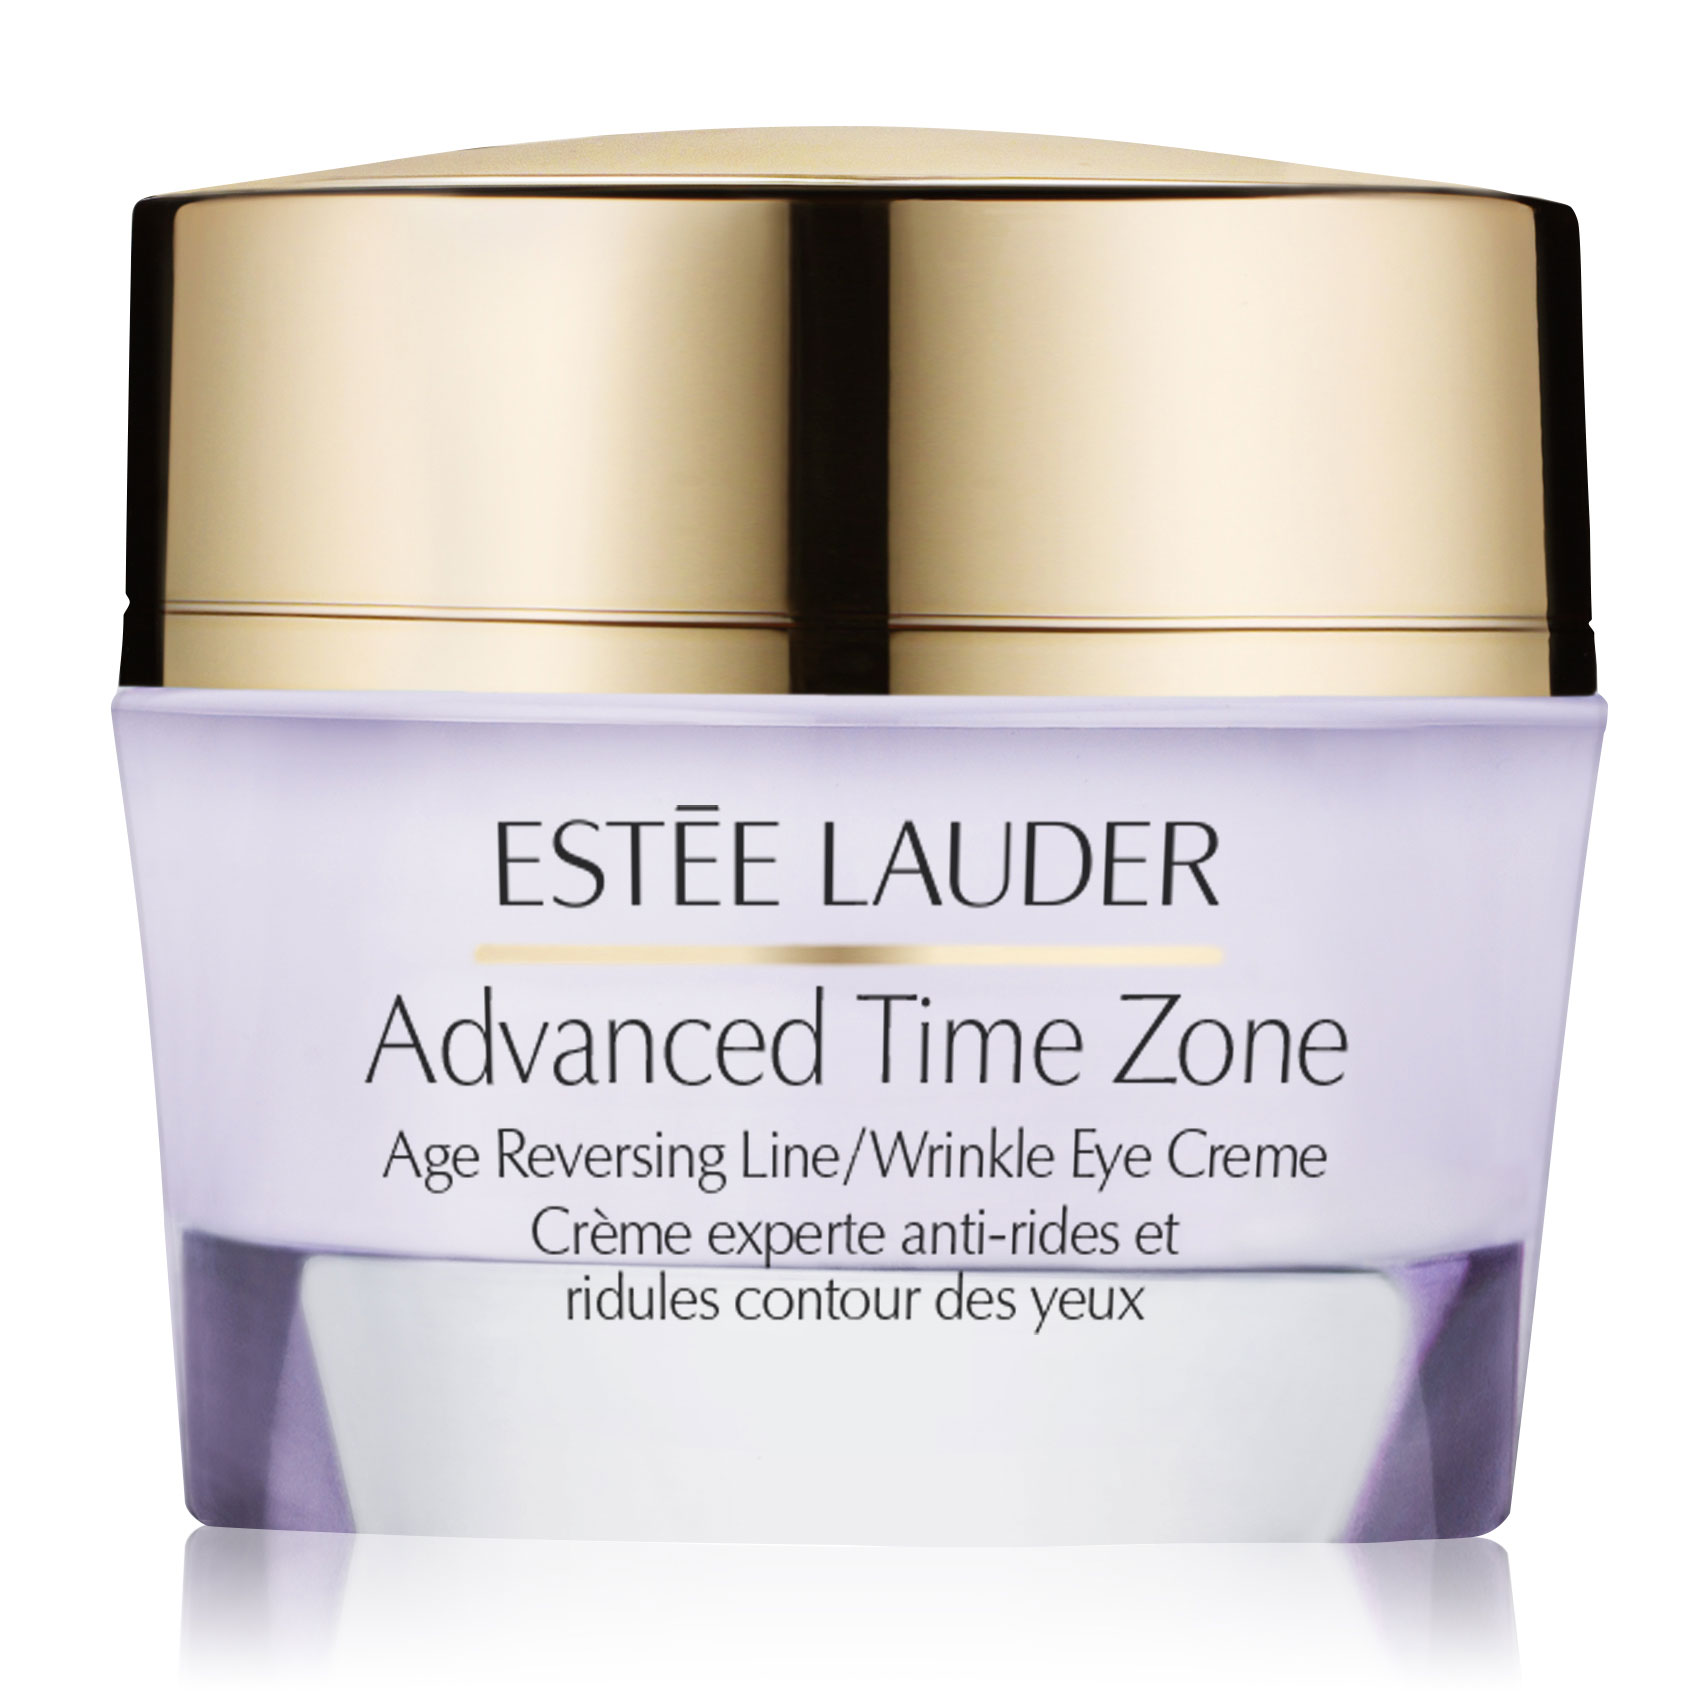 ESTĒE LAUDER
Advanced Time Zone
Age Reversing Line/Wrinkle Eye Creme
Crème experte anti-rides et
ridules contour des yeux